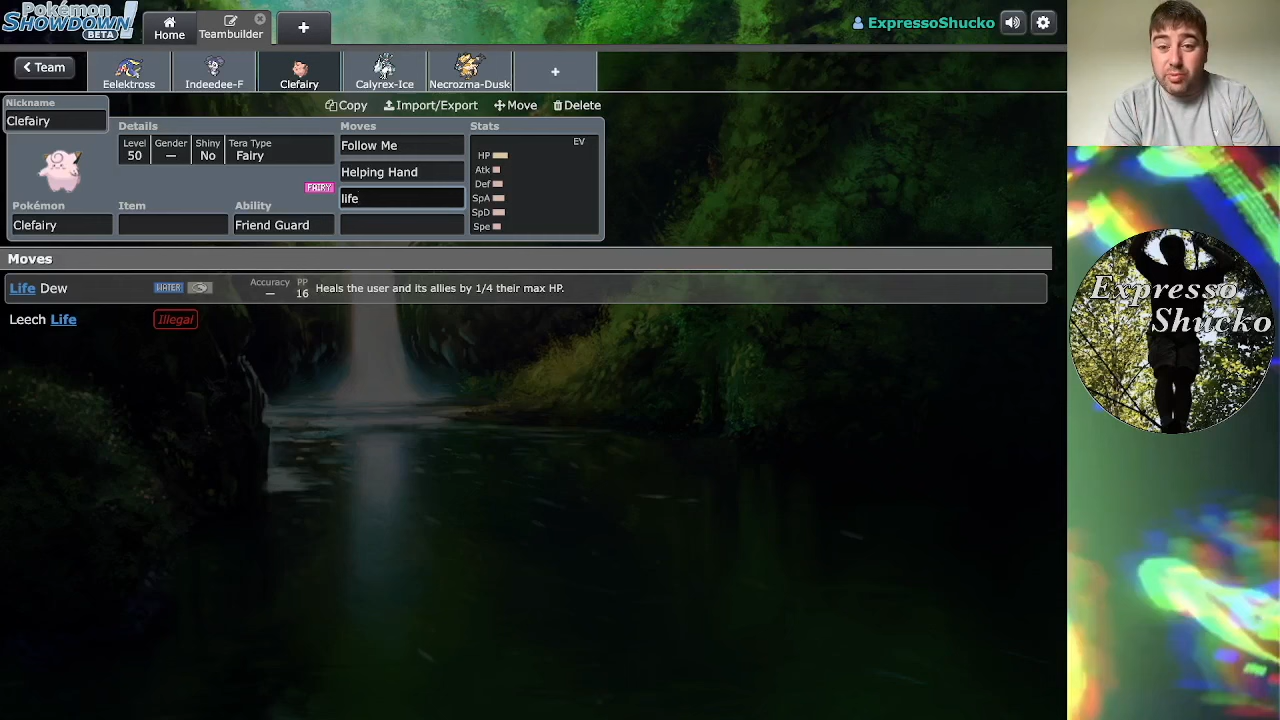 Pokémon
SHOWDOWN!
BETA
Home
Teambuilder
+
ExpressoShucko
< Team
Eelektross
Indeedee-F
Clefairy
Calyrex-Ice
Necrozma-Dusk
+
Nickname
Clefairy
Copy
Import/Export
Move
Delete
Details
Moves
Stats
Level
50
Gender
—
Shiny
No
Tera Type
Fairy
FAIRY
Follow Me
Helping Hand
life
EV
HP
Atk
Def
SpA
SpD
Spe
Pokémon
Clefairy
Item
Ability
Friend Guard
Moves
Life Dew
WATER
Accuracy
—
PP
16
Heals the user and its allies by 1/4 their max HP.
Leech Life
Illegal
Expresso
Shucko